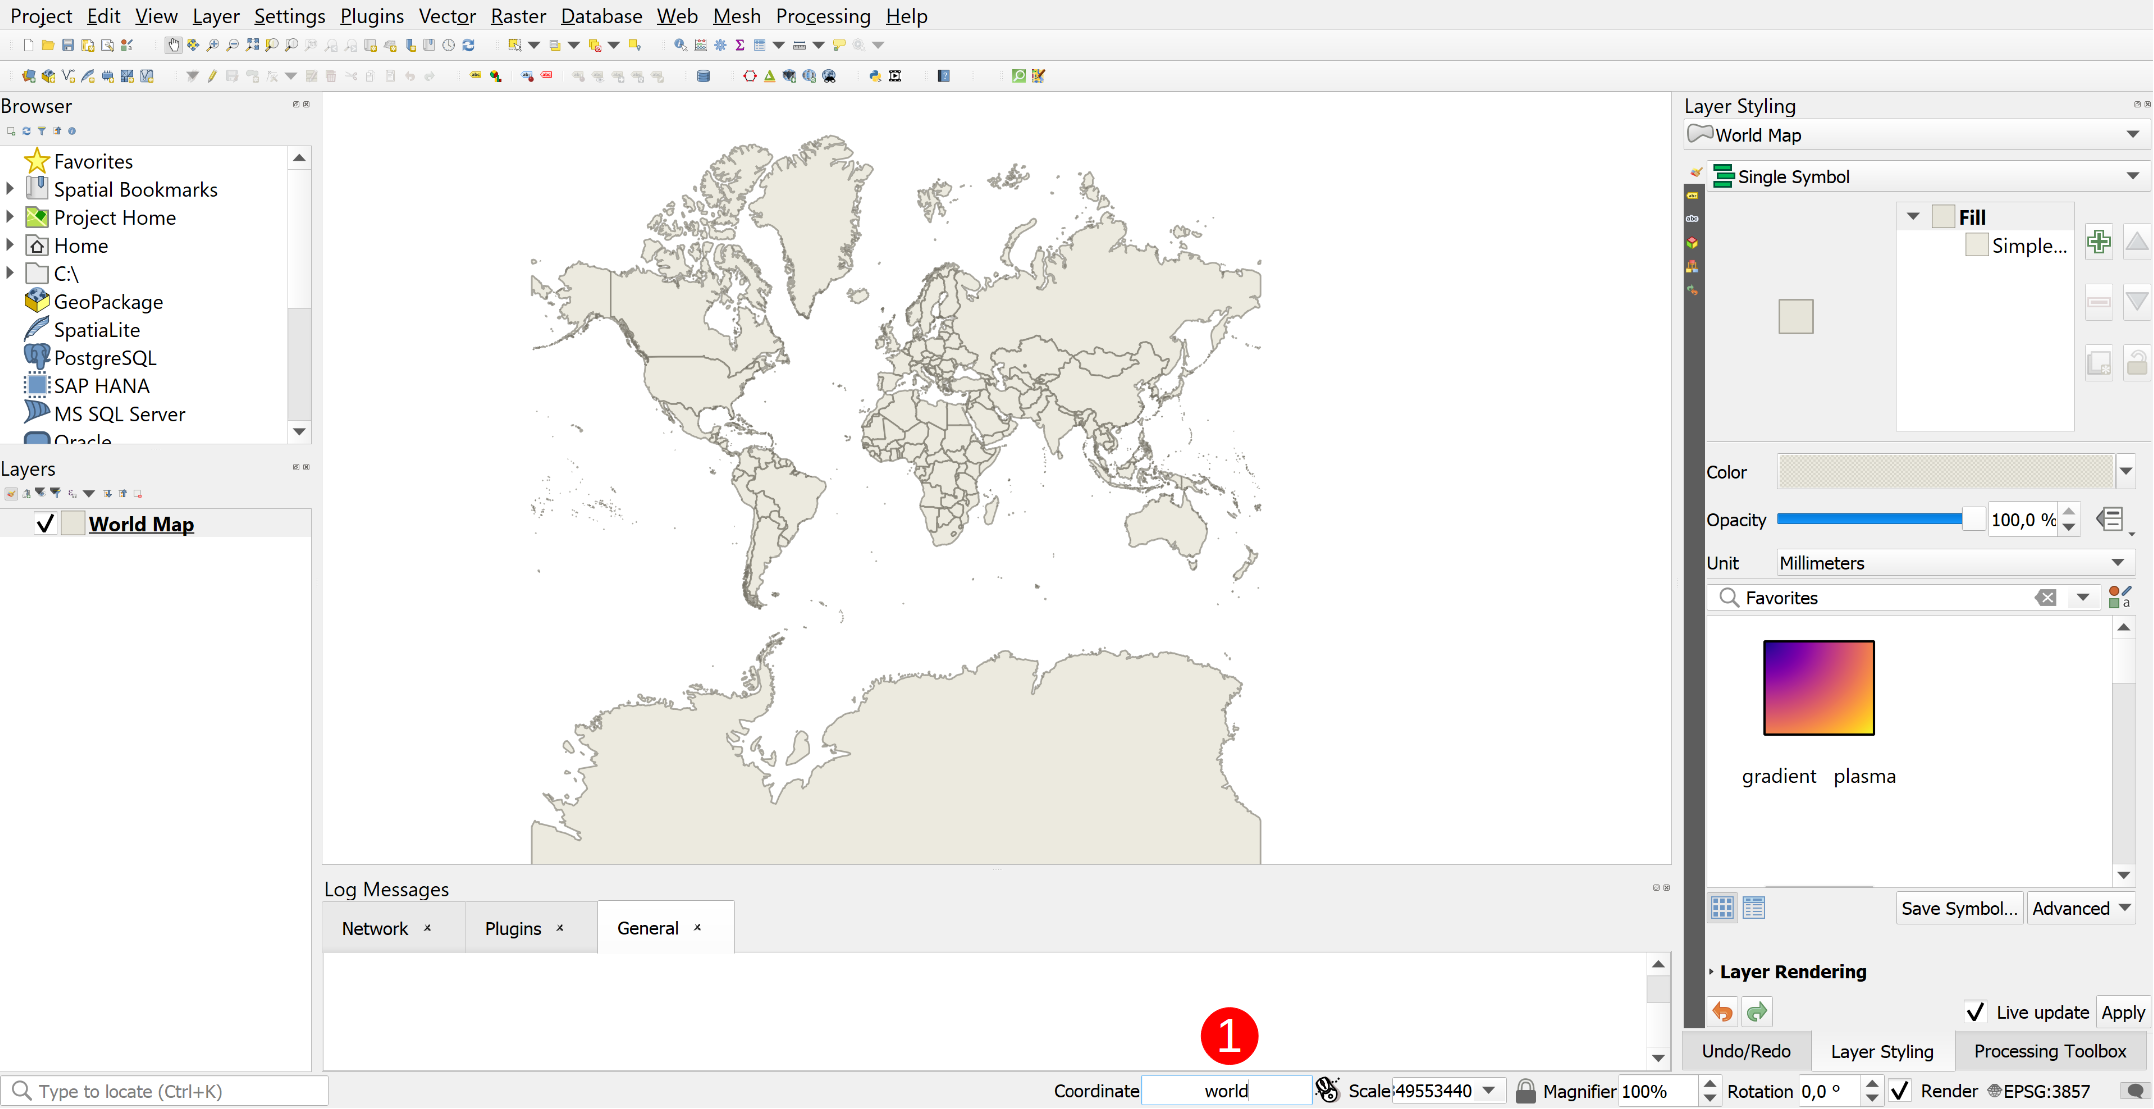 Project Edit View Layer Settings Plugins Vector Raster Database Web Mesh Processing Help
Browser
Favorites
Spatial Bookmarks
Project Home
Home
C:\
GeoPackage
SpatiaLite
PostgreSQL
SAP HANA
MS SQL Server
Oracle
Layers
World Map
Log Messages
Network
Plugins
General
1
Layer Styling
World Map
Single Symbol
Fill
Simple...
Color
Opacity 100,0 %
Unit Millimeters
Favorites
gradient plasma
Save Symbol... Advanced
Layer Rendering
Live update Apply
Undo/Redo Layer Styling Processing Toolbox
Type to locate (Ctrl+K) Coordinate world Scale 49553440 Magnifier 100% Rotation 0,0 ° Render EPSG:3857